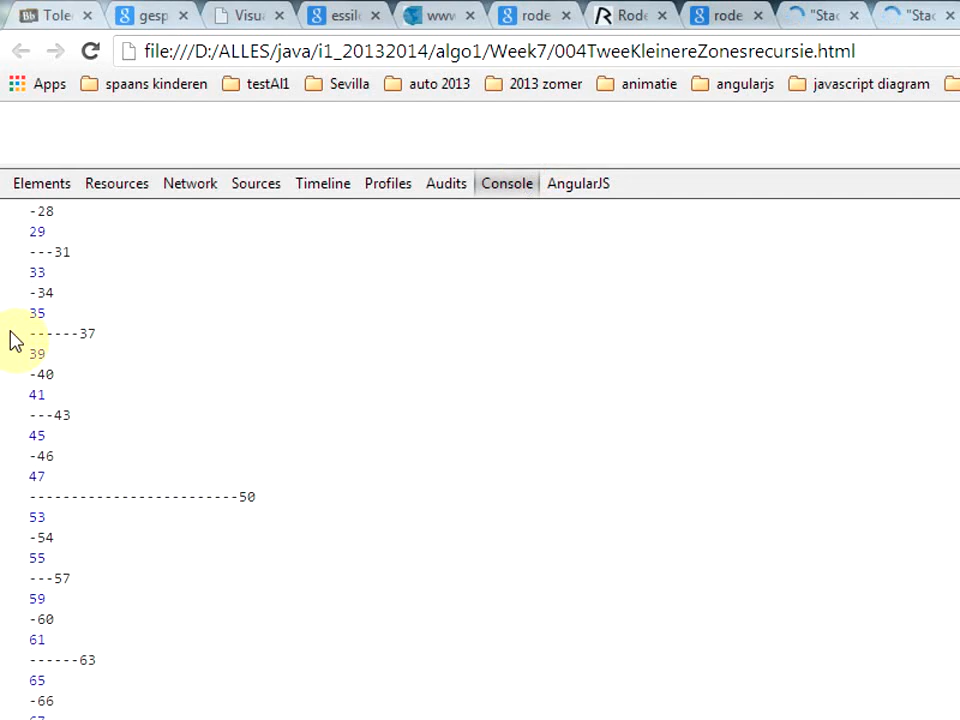 Tole
gesp
Visua
essil
www
rode
Rode
rode
"Stac
"Stac
file:///D:/ALLES/java/i1_20132014/algo1/Week7/004TweeKleinereZonesrecursie.html
Apps
spaans kinderen
testAI1
Sevilla
auto 2013
2013 zomer
animatie
angularjs
javascript diagram
Elements Resources Network Sources Timeline Profiles Audits Console AngularJS
-28
29
---31
33
-34
35
------37
39
-40
41
---43
45
-46
47
-------------------------50
53
-54
55
---57
59
-60
61
------63
65
-66
67